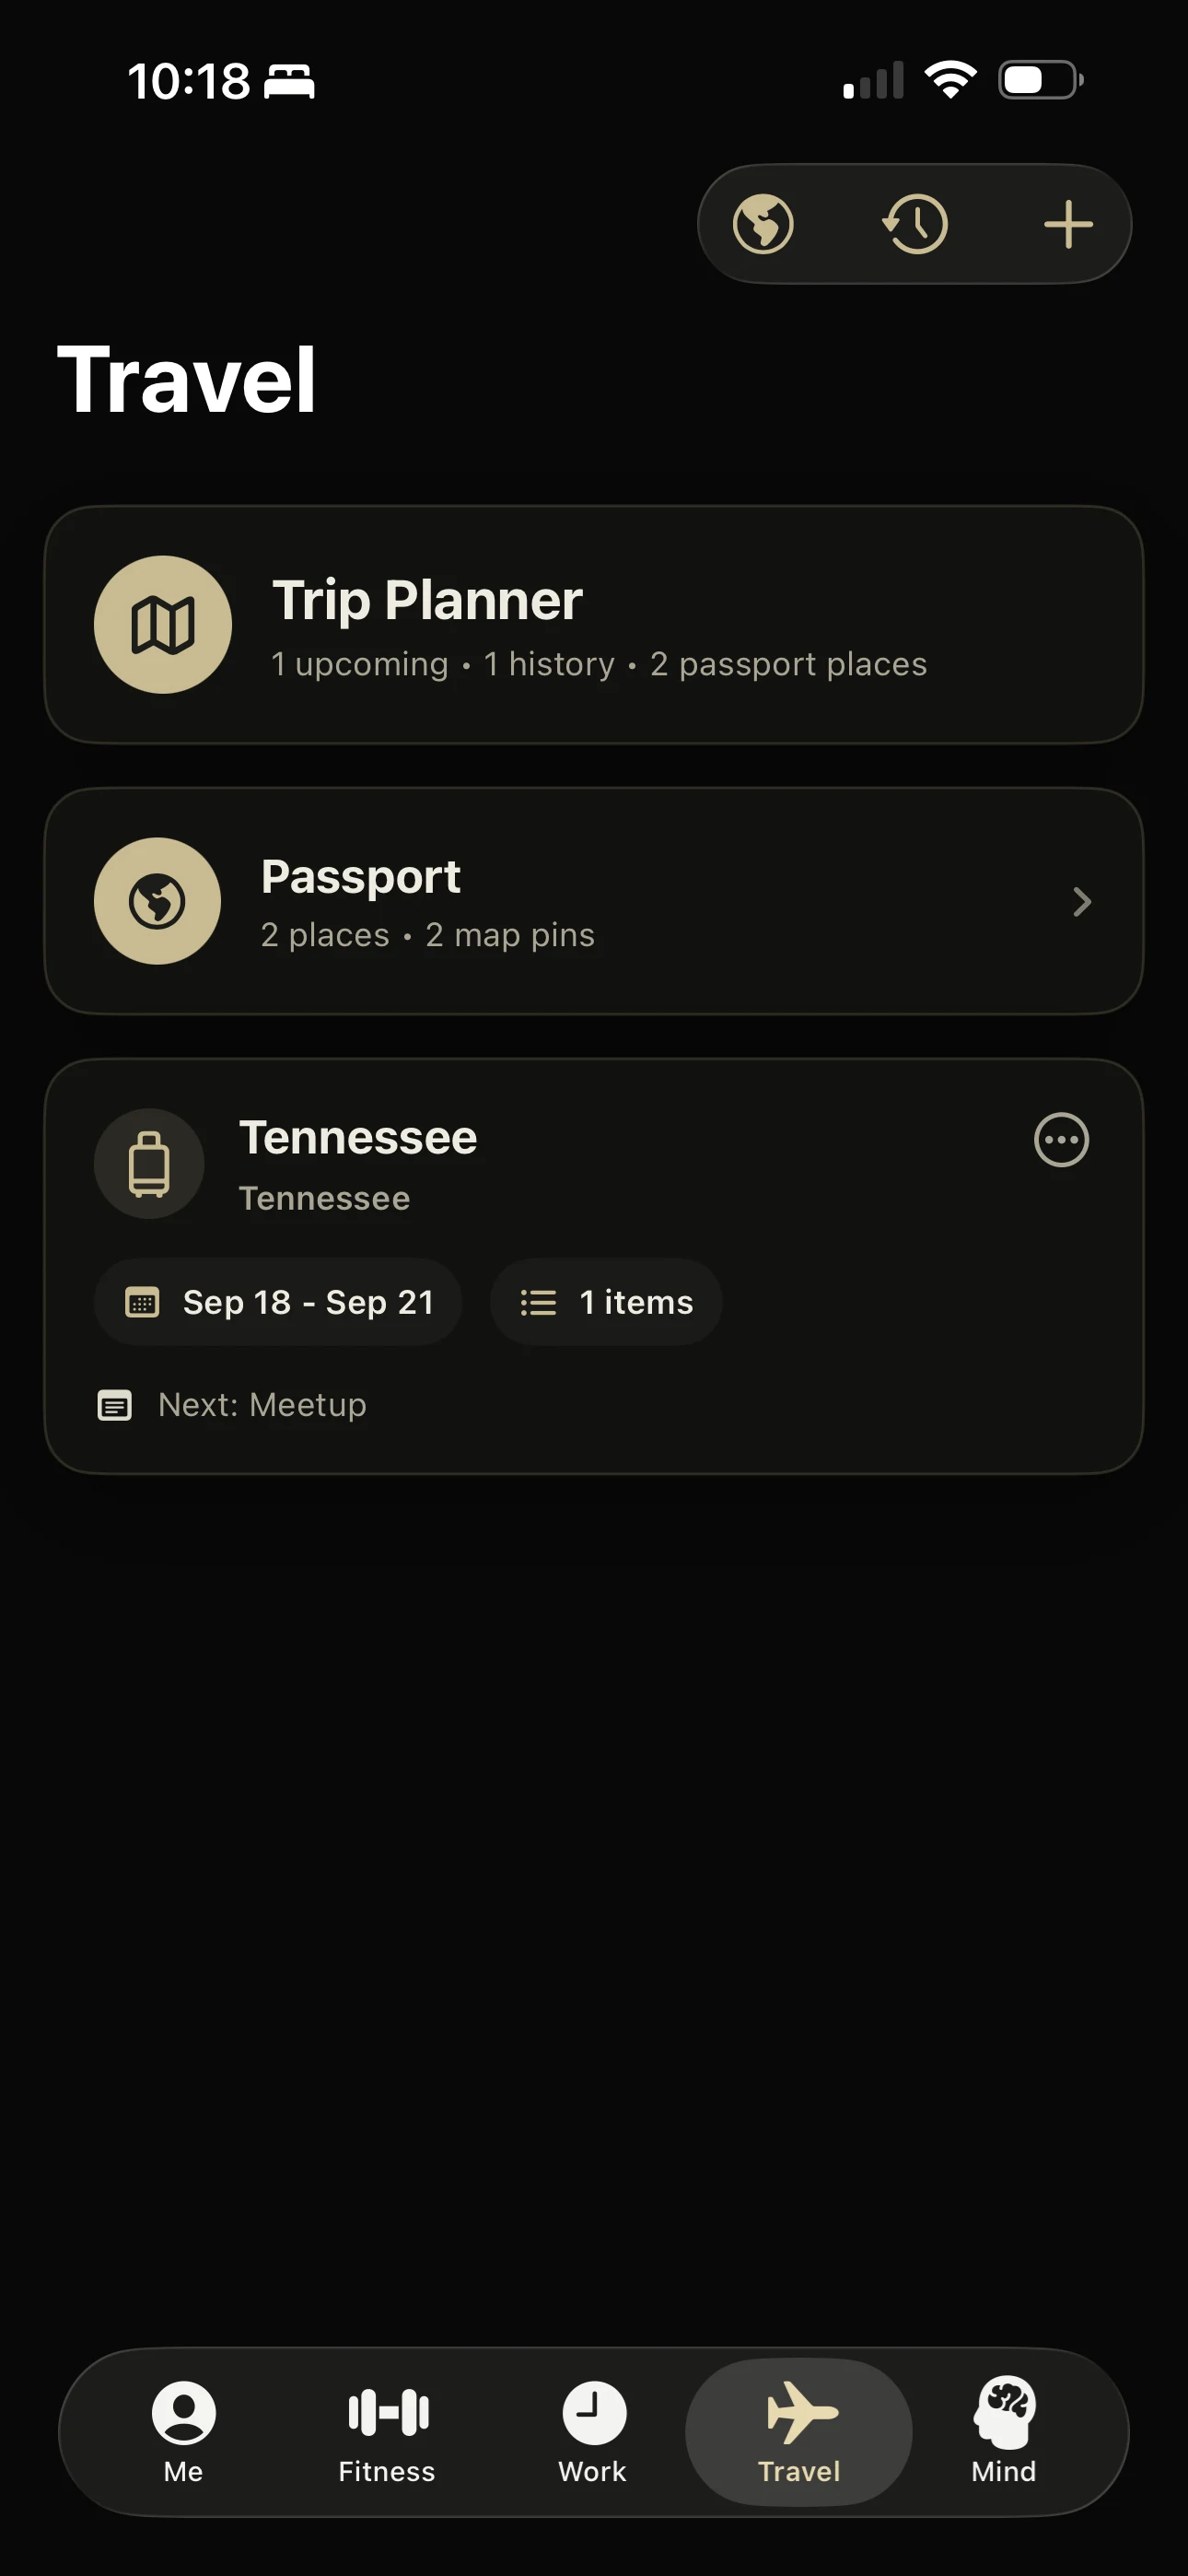 10:18
Travel
Trip Planner
1 upcoming • 1 history • 2 passport places
Passport
2 places • 2 map pins
Tennessee
Tennessee
Sep 18 - Sep 21
1 items
Next: Meetup
Me
Fitness
Work
Travel
Mind